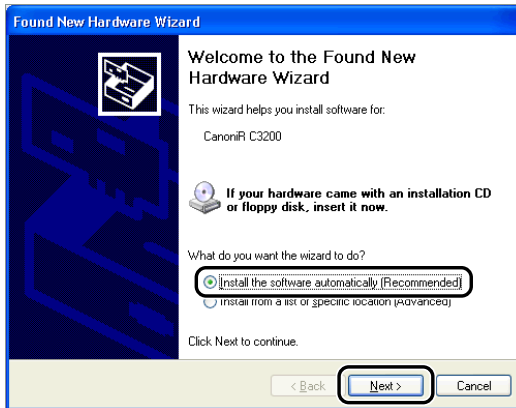 Found New Hardware Wizard
Welcome to the Found New
Hardware Wizard
This wizard helps you install software for:
CanoniR C3200
If your hardware came with an installation CD
or floppy disk, insert it now.
What do you want the wizard to do?
Install the software automatically (Recommended)
Install from a list or specific location (Advanced)
Click Next to continue.
< Back
Next >
Cancel